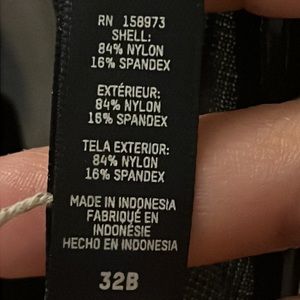 RN 158973
SHELL:
84% NYLON
16% SPANDEX
EXTÉRIEUR:
84% NYLON
16% SPANDEX
TELA EXTERIOR:
84% NYLON
16% SPANDEX
MADE IN INDONESIA
FABRIQUÉ EN
INDONÉSIE
HECHO EN INDONESIA
32B